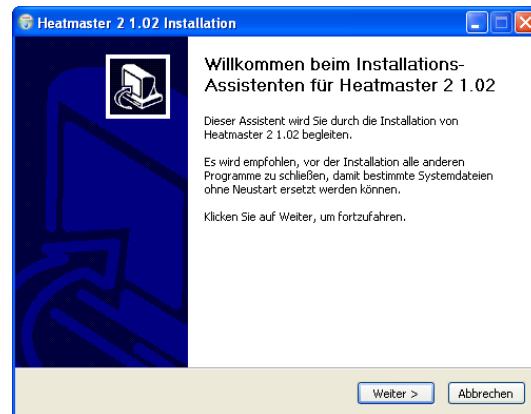 Heatmaster 2 1.02 Installation
Willkommen beim Installations-
Assistenten für Heatmaster 2 1.02
Dieser Assistent wird Sie durch die Installation von
Heatmaster 2 1.02 begleiten.
Es wird empfohlen, vor der Installation alle anderen
Programme zu schließen, damit bestimmte Systemdateien
ohne Neustart ersetzt werden können.
Klicken Sie auf Weiter, um fortzufahren.
Weiter >
Abbrechen